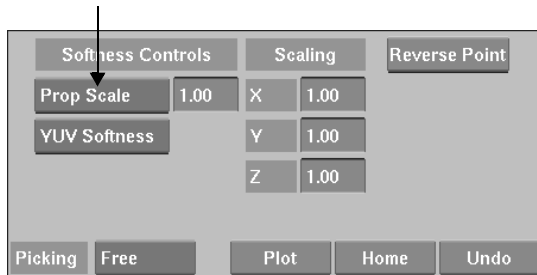 Softness Controls Scaling Reverse Point
Prop Scale 1.00 X 1.00
YUV Softness Y 1.00
Z 1.00
Picking Free Plot Home Undo